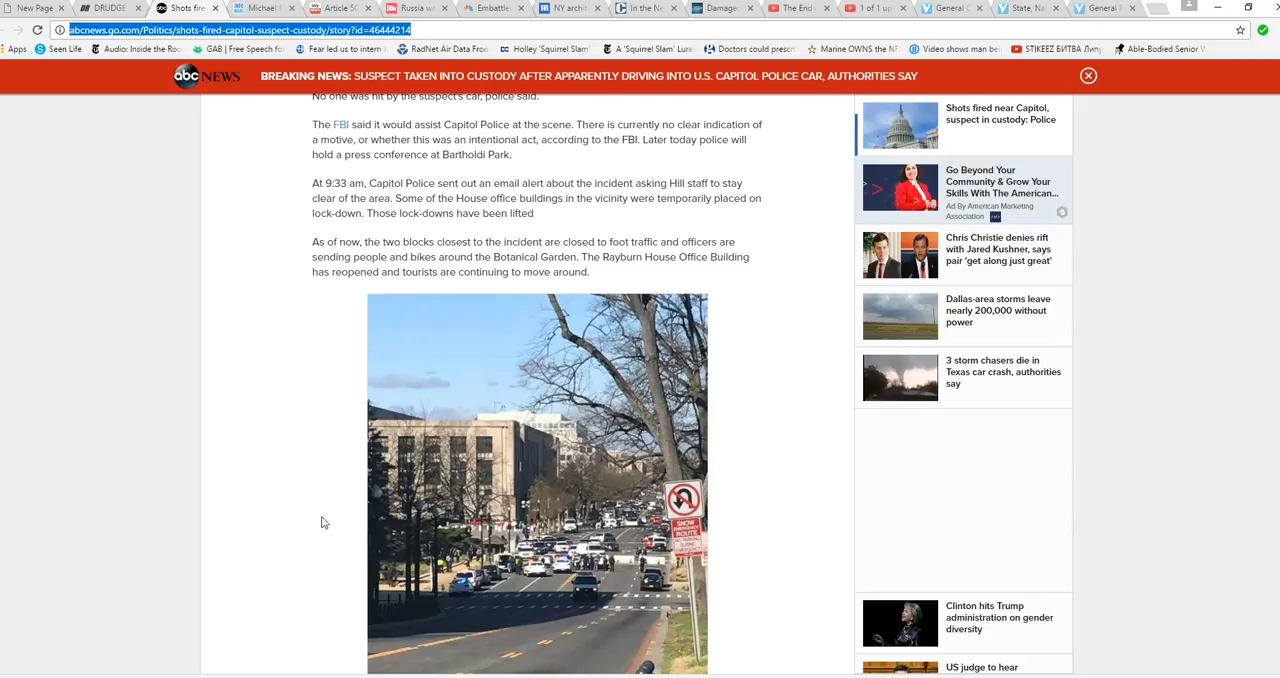 New Page
DRUDGE
Shots fire
Michael
Article 50
Russia wa
Embattle
NY archit
In the Ne
Damaged
The End
1 of 1 up
General
State, Nat
General
abcnews.go.com/Politics/shots-fired-capitol-suspect-custody/story?id=46444214
Apps
Seen Life
Audio: Inside the Roo
GAB | Free Speech for
Fear led us to interne
RadNet Air Data From
Holley 'Squirrel Slam'
A 'Squirrel Slam' Lure
Doctors could prescri
Marine OWNS the NF
Video shows man bei
STIKEEZ БИТВА Липу
Able-Bodied Senior W
abc NEWS
BREAKING NEWS: SUSPECT TAKEN INTO CUSTODY AFTER APPARENTLY DRIVING INTO U.S. CAPITOL POLICE CAR, AUTHORITIES SAY
No one was hit by the suspect's car, police said.
The FBI said it would assist Capitol Police at the scene. There is currently no clear indication of
a motive, or whether this was an intentional act, according to the FBI. Later today police will
hold a press conference at Bartholdi Park.
At 9:33 am, Capitol Police sent out an email alert about the incident asking Hill staff to stay
clear of the area. Some of the House office buildings in the vicinity were temporarily placed on
lock-down. Those lock-downs have been lifted
As of now, the two blocks closest to the incident are closed to foot traffic and officers are
sending people and bikes around the Botanical Garden. The Rayburn House Office Building
has reopened and tourists are continuing to move around.
SNOW
EMERGENCY
ROUTE
Shots fired near Capitol,
suspect in custody: Police
Go Beyond Your
Community & Grow Your
Skills With The American...
Ad By American Marketing
Association
Chris Christie denies rift
with Jared Kushner, says
pair 'get along just great'
Dallas-area storms leave
nearly 200,000 without
power
3 storm chasers die in
Texas car crash, authorities
say
Clinton hits Trump
administration on gender
diversity
US judge to hear